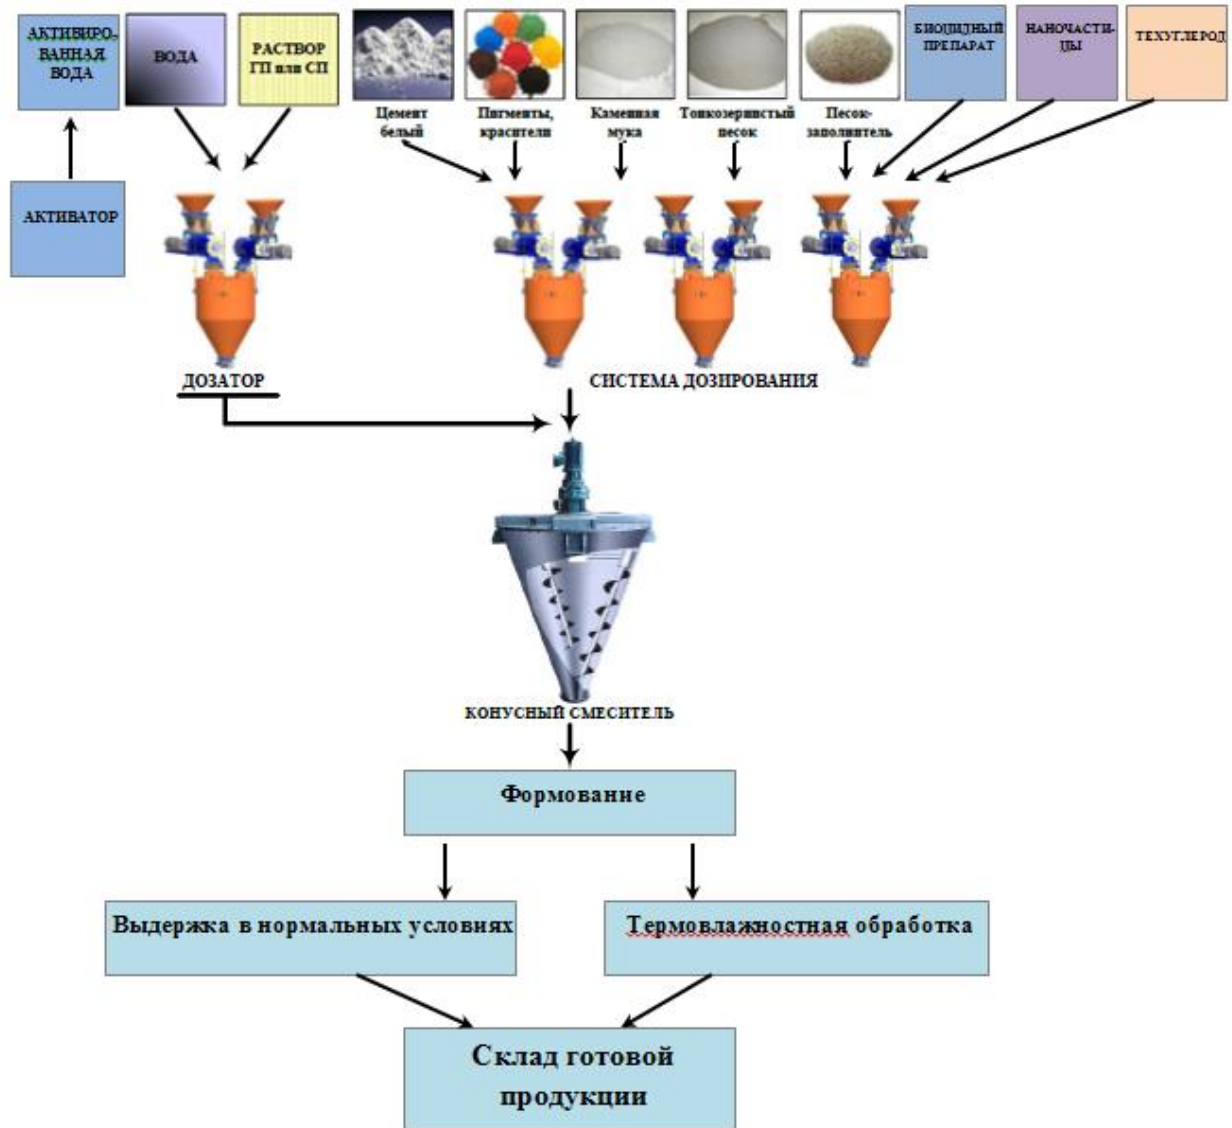 АКТИВИРО-
ВАННАЯ
ВОДА
ВОДА
РАСТВОР
ГП или СП
Цемент
белый
Пигменты,
красители
Каменная
мука
Тонкозернистый
песок
Песок-
заполнитель
БИОЦИДНЫЙ
ПРЕПАРАТ
НАНОЧАСТИ-
ЦЫ
ТЕХУГЛЕРОД
АКТИВАТОР
ДОЗАТОР
СИСТЕМА ДОЗИРОВАНИЯ
КОНУСНЫЙ СМЕСИТЕЛЬ
Формование
Выдержка в нормальных условиях
Термовлажностная обработка
Склад готовой
продукции